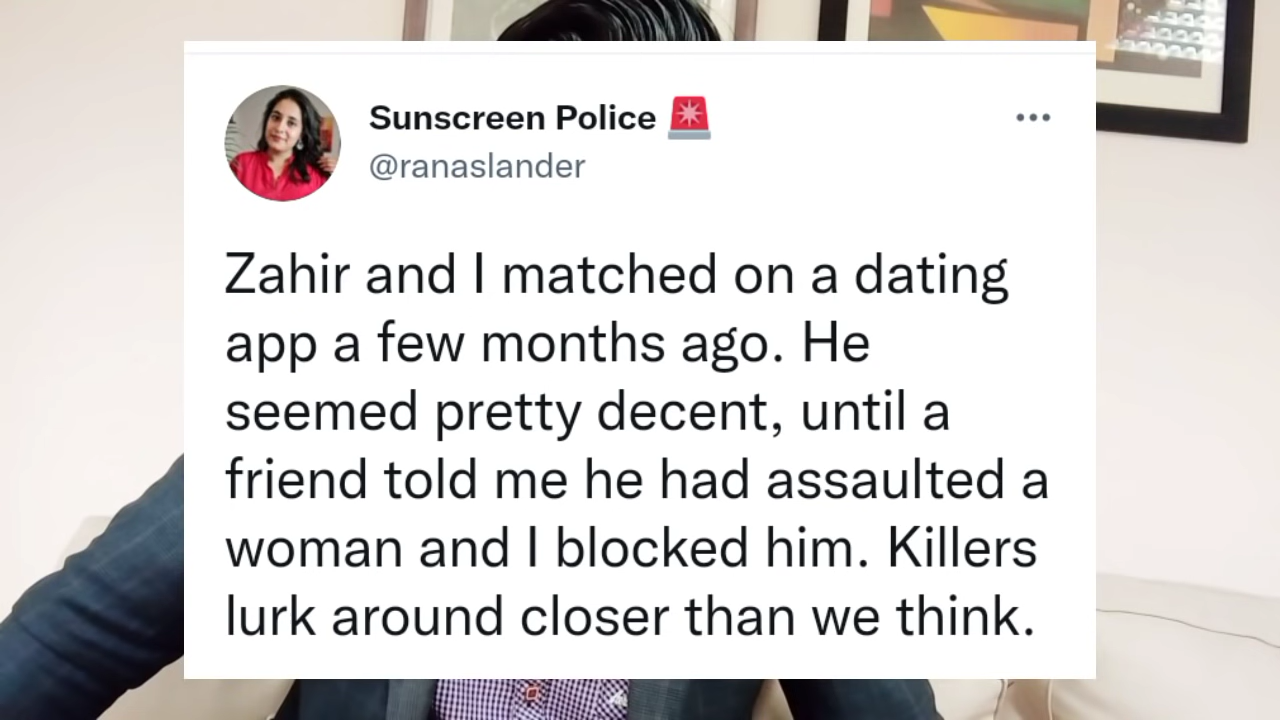 Sunscreen Police 🚨
@ranaslander
Zahir and I matched on a dating
app a few months ago. He
seemed pretty decent, until a
friend told me he had assaulted a
woman and I blocked him. Killers
lurk around closer than we think.